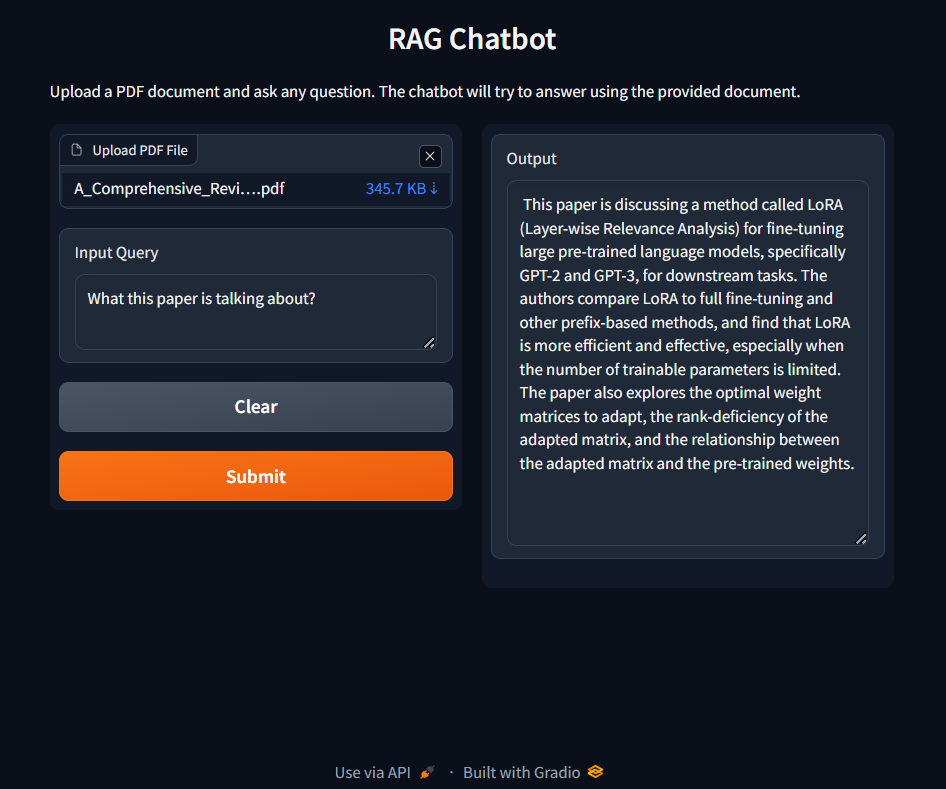 RAG Chatbot
Upload a PDF document and ask any question. The chatbot will try to answer using the provided document.
Upload PDF File
A_Comprehensive_Revi....pdf 345.7 KB ↓
Input Query
What this paper is talking about?
Clear
Submit
Output
This paper is discussing a method called LoRA
(Layer-wise Relevance Analysis) for fine-tuning
large pre-trained language models, specifically
GPT-2 and GPT-3, for downstream tasks. The
authors compare LoRA to full fine-tuning and
other prefix-based methods, and find that LoRA
is more efficient and effective, especially when
the number of trainable parameters is limited.
The paper also explores the optimal weight
matrices to adapt, the rank-deficiency of the
adapted matrix, and the relationship between
the adapted matrix and the pre-trained weights.
Use via API · Built with Gradio